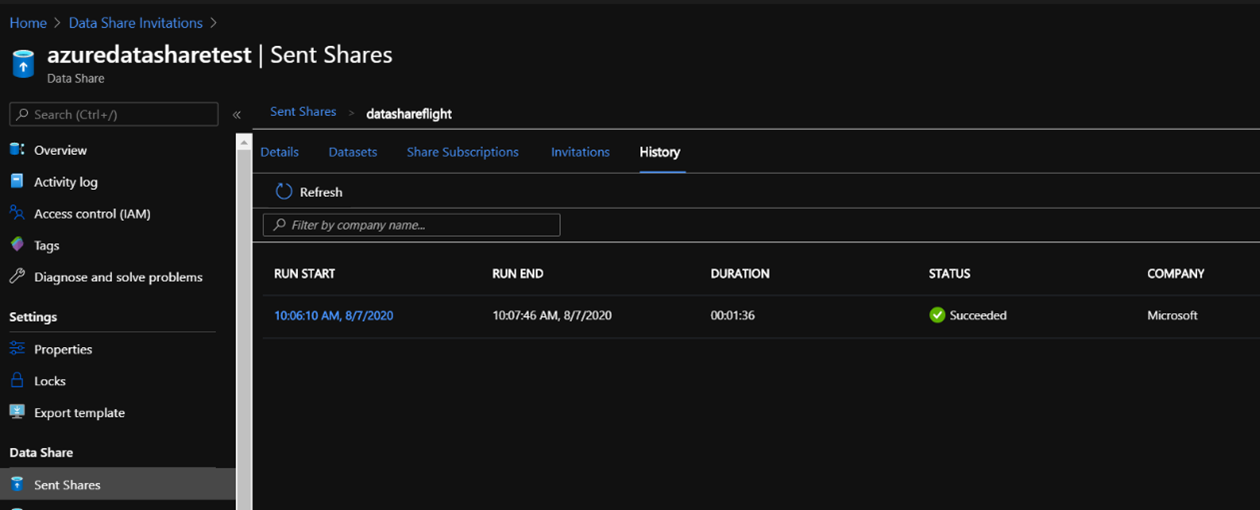 Home > Data Share Invitations >
azuredatasharetest | Sent Shares
Data Share
Search (Ctrl+/)
«
Overview
Activity log
Access control (IAM)
Tags
Diagnose and solve problems
Settings
Properties
Locks
Export template
Data Share
Sent Shares
Sent Shares > datashareflight
Details Datasets Share Subscriptions Invitations History
Refresh
Filter by company name...
RUN START RUN END DURATION STATUS COMPANY
10:06:10 AM, 8/7/2020 10:07:46 AM, 8/7/2020 00:01:36 Succeeded Microsoft